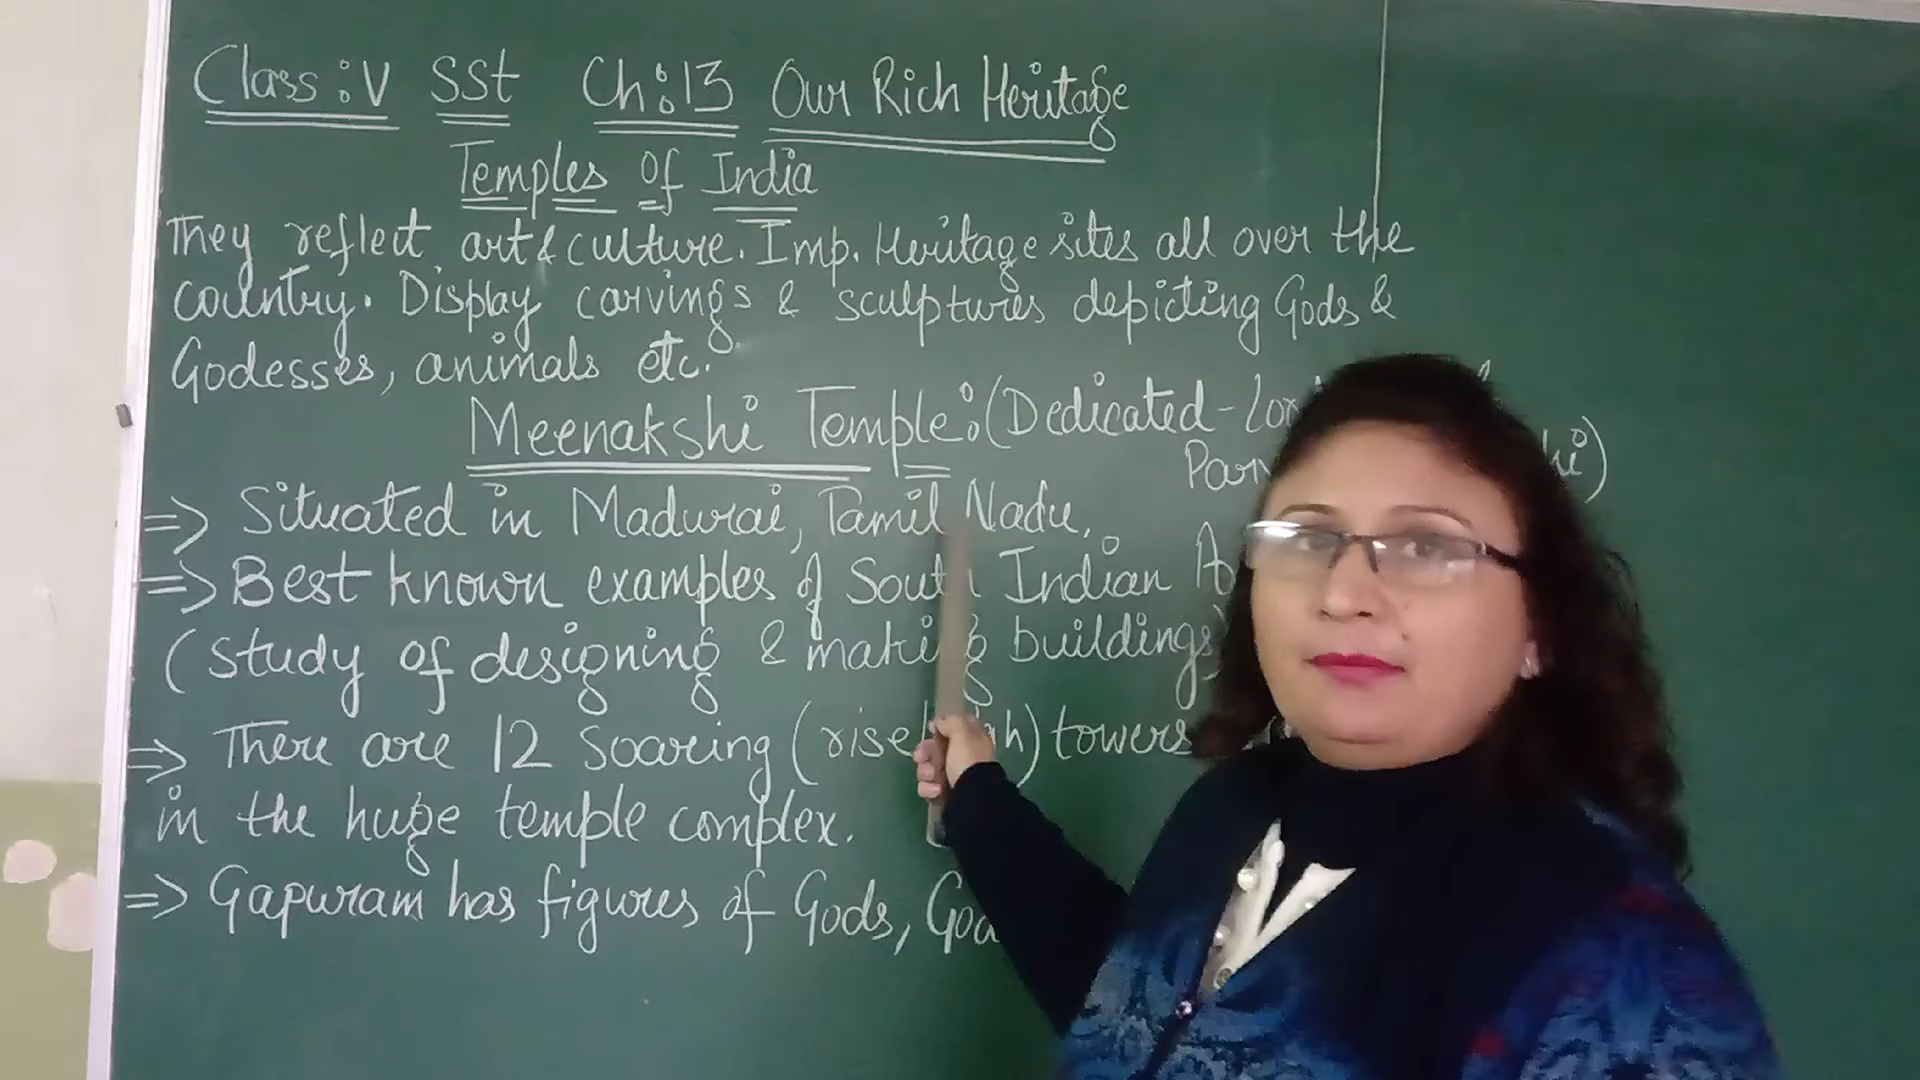 Class : V SSt Ch : 13 Our Rich Heritage
Temples of India
They reflect art & culture. Imp. Heritage sites all over the
country. Display carvings & sculptures depicting Gods &
Godesses, animals etc.
Meenakshi Temple : (Dedicated -
=> Situated in Madurai, Tamil Nadu.
=> Best known examples of South Indian
(study of designing & making buildings)
=> There are 12 Soaring (rise high) towers
in the huge temple complex.
=> Gapuram has figures of Gods,